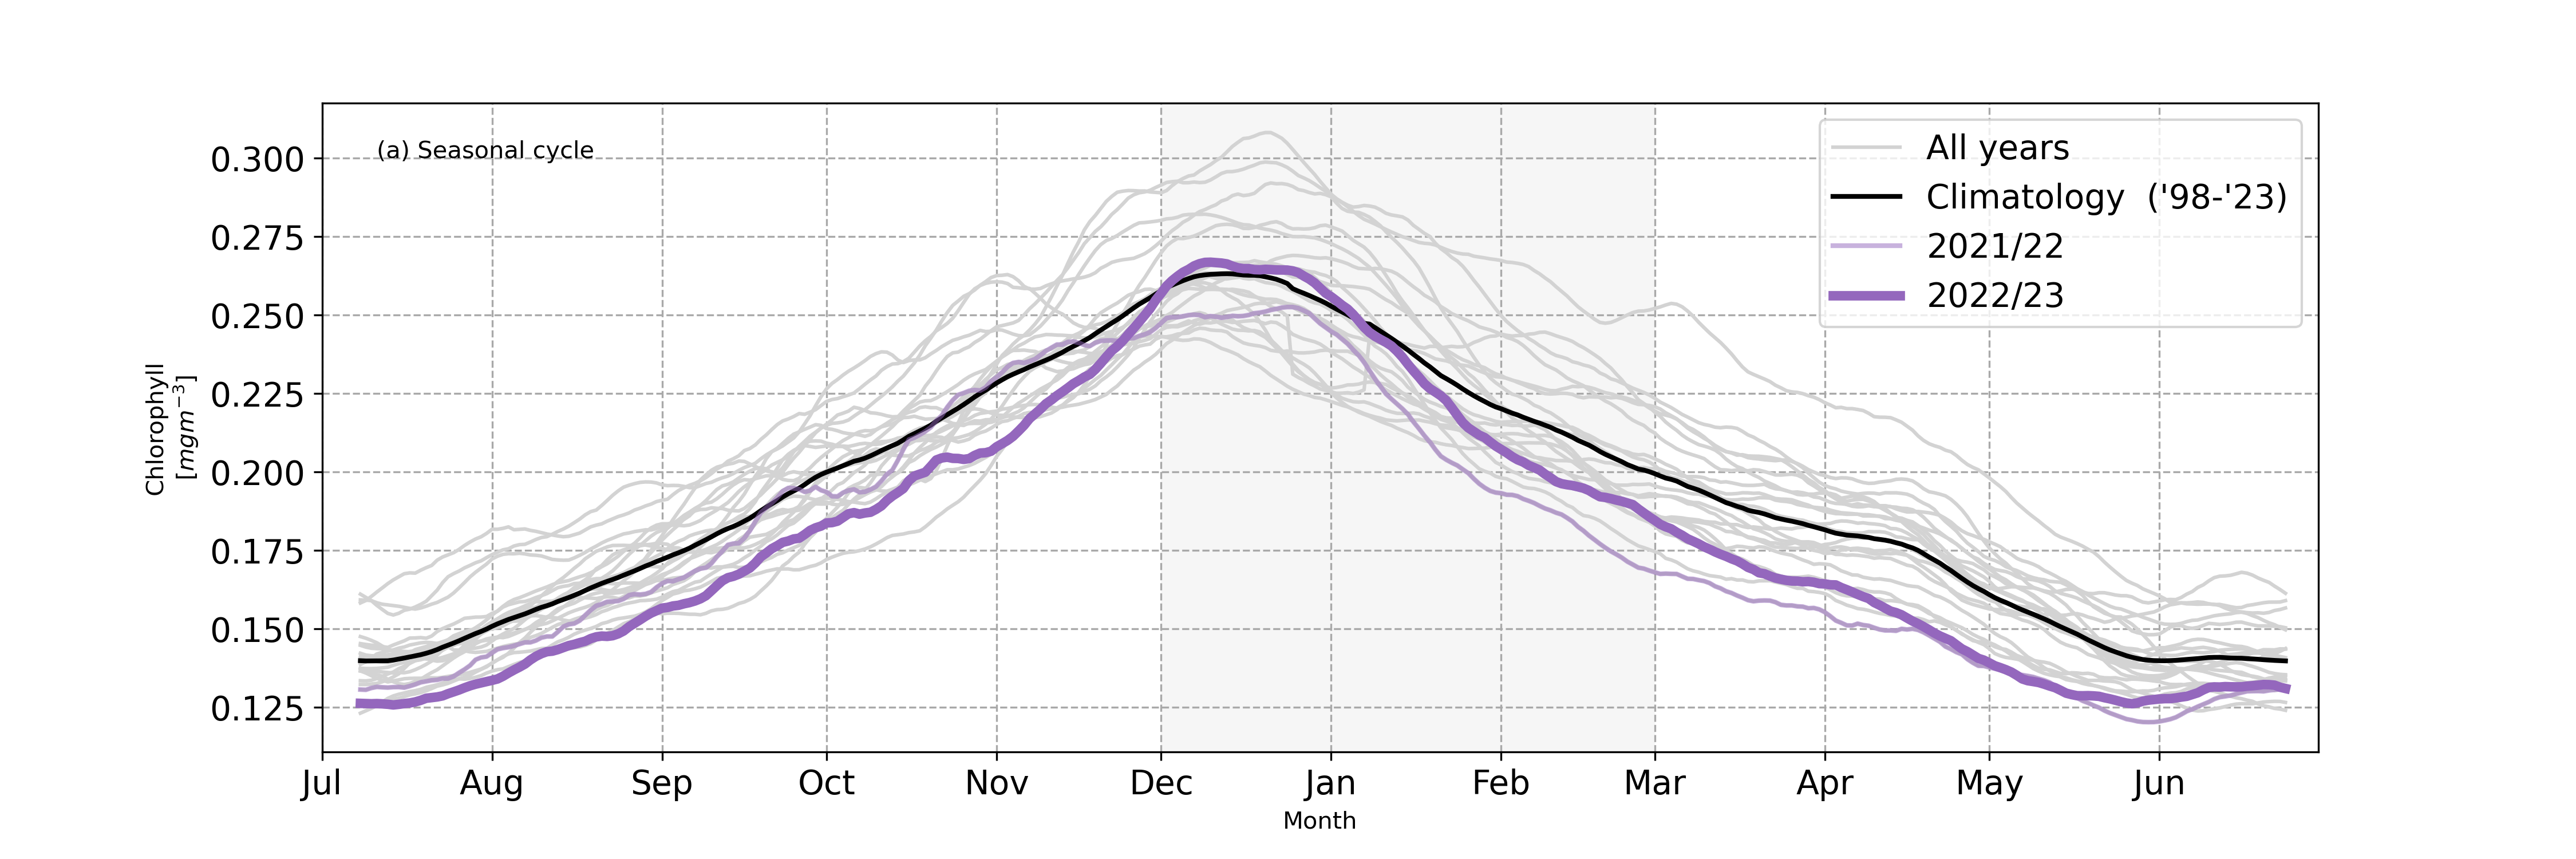 (a) Seasonal cycle
All years
Climatology  ('98-'23)
2021/22
2022/23
0.300
0.275
0.250
0.225
0.200
0.175
0.150
0.125
Chlorophyll
[mgm⁻³]
Jul Aug Sep Oct Nov Dec Jan Feb Mar Apr May Jun
Month